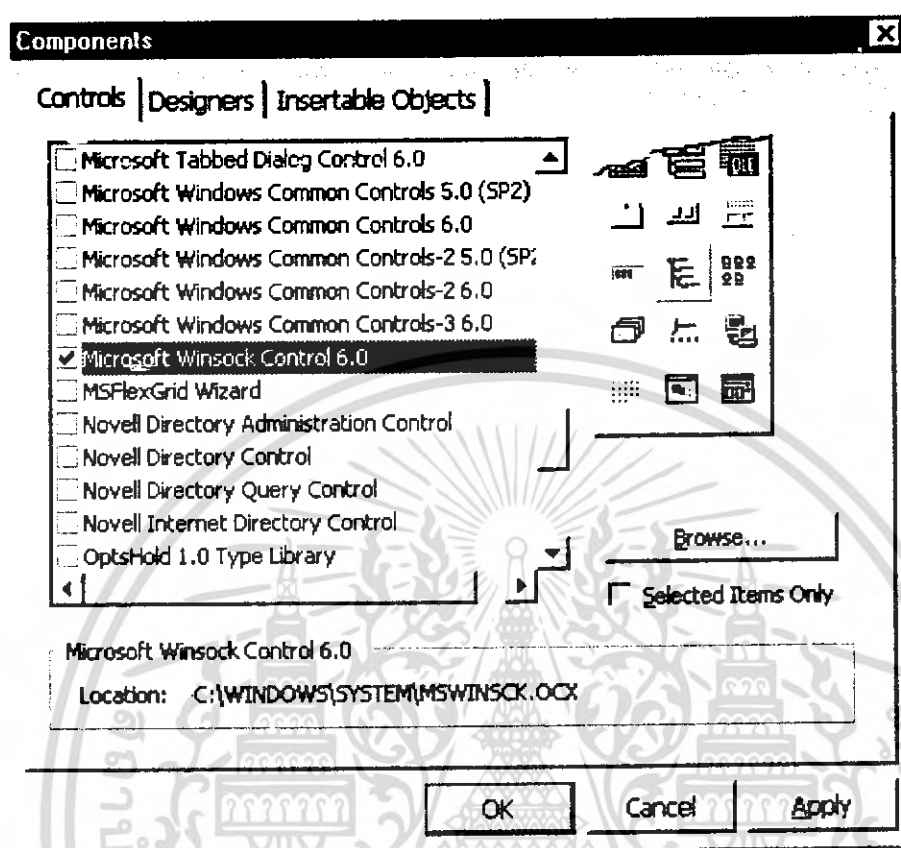 Components
Controls Designers Insertable Objects
Microsoft Tabbed Dialog Control 6.0
Microsoft Windows Common Controls 5.0 (SP2)
Microsoft Windows Common Controls 6.0
Microsoft Windows Common Controls-2 5.0 (SP2
Microsoft Windows Common Controls-2 6.0
Microsoft Windows Common Controls-3 6.0
Microsoft Winsock Control 6.0
MSFlexGrid Wizard
Novell Directory Administration Control
Novell Directory Control
Novell Directory Query Control
Novell Internet Directory Control
OptsHold 1.0 Type Library
Browse...
Selected Items Only
Microsoft Winsock Control 6.0
Location: C:\WINDOWS\SYSTEM\MSWINSCK.OCX
OK Cancel Apply